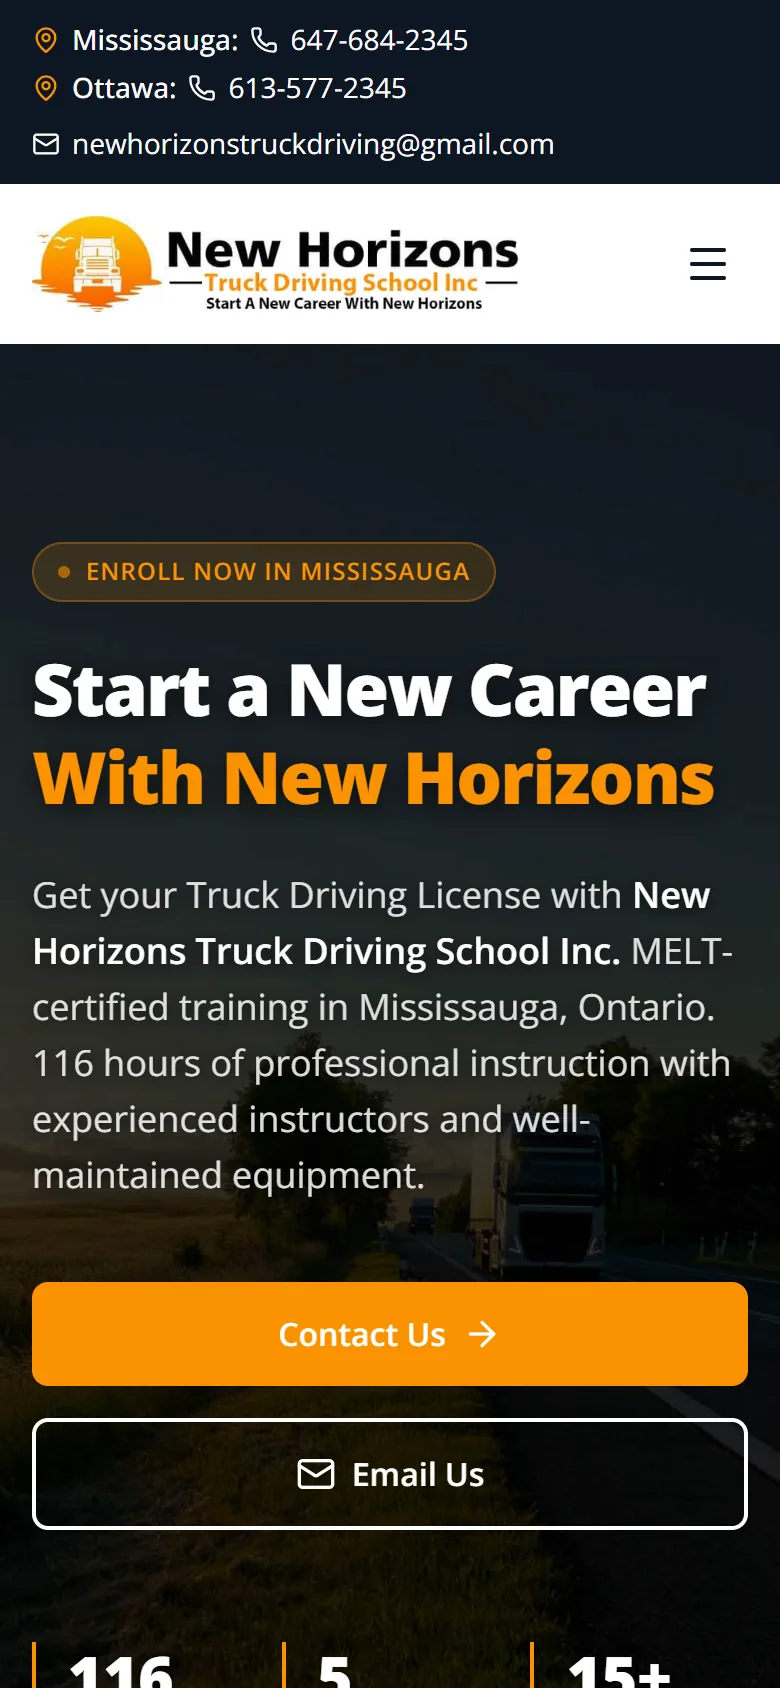 Mississauga: 647-684-2345
Ottawa: 613-577-2345
newhorizonstruckdriving@gmail.com
New Horizons
Truck Driving School Inc
Start A New Career With New Horizons
ENROLL NOW IN MISSISSAUGA
Start a New Career
With New Horizons
Get your Truck Driving License with New
Horizons Truck Driving School Inc. MELT-
certified training in Mississauga, Ontario.
116 hours of professional instruction with
experienced instructors and well-
maintained equipment.
Contact Us
Email Us
116 5 15+